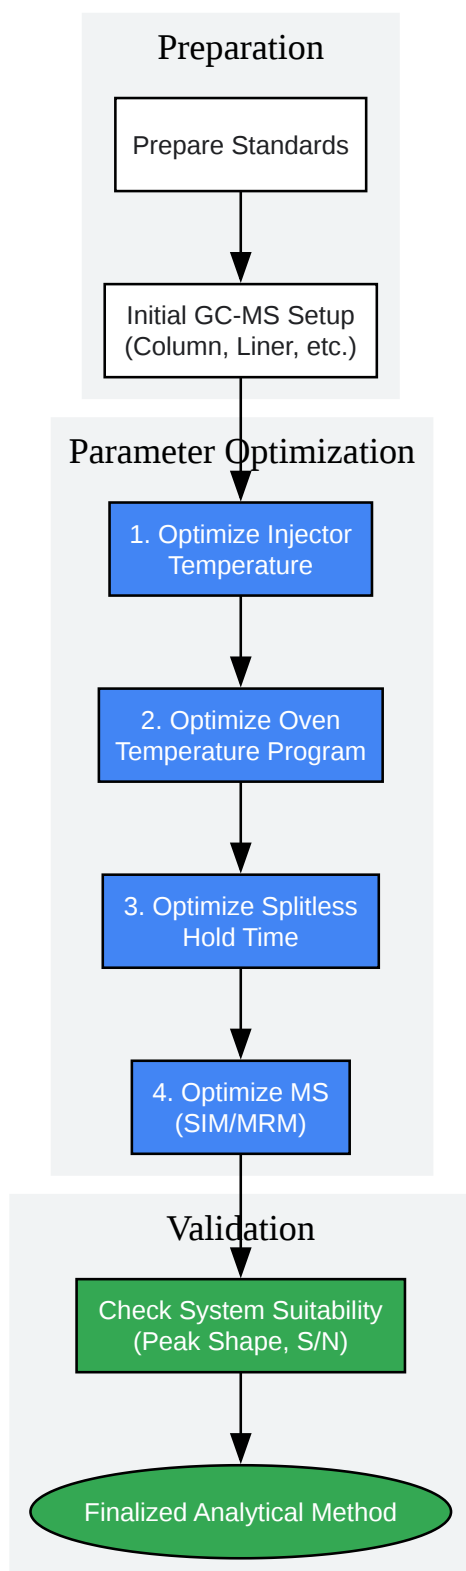 Preparation
Prepare Standards
Initial GC-MS Setup
(Column, Liner, etc.)
Parameter Optimization
1. Optimize Injector
Temperature
2. Optimize Oven
Temperature Program
3. Optimize Splitless
Hold Time
4. Optimize MS
(SIM/MRM)
Validation
Check System Suitability
(Peak Shape, S/N)
Finalized Analytical Method